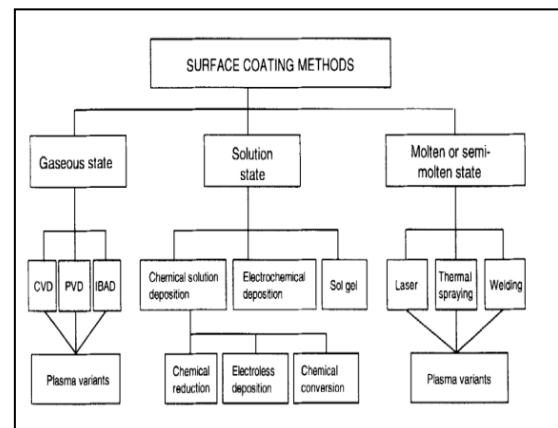 SURFACE COATING METHODS
Gaseous state
Solution
state
Molten or semi-
molten state
CVD
PVD
IBAD
Chemical solution
deposition
Electrochemical
deposition
Sol gel
Laser
Thermal
spraying
Welding
Plasma variants
Chemical
reduction
Electroless
deposition
Chemical
conversion
Plasma variants